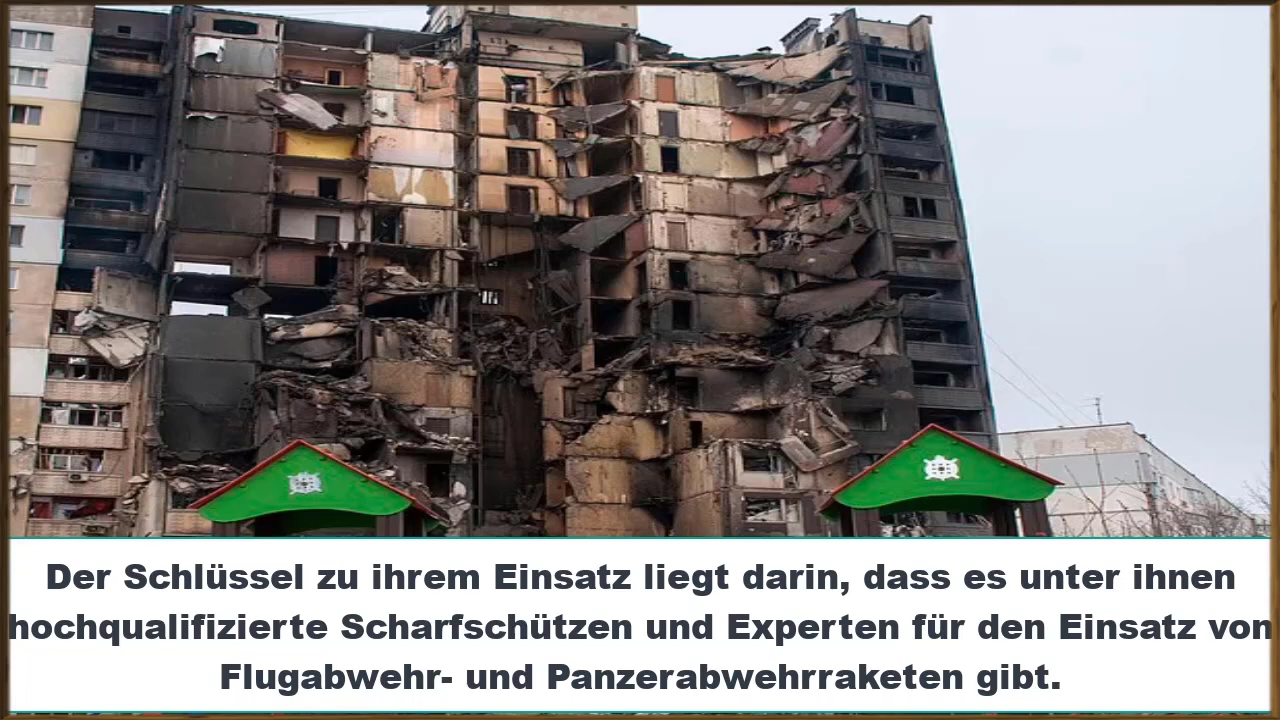 Der Schlüssel zu ihrem Einsatz liegt darin, dass es unter ihnen
hochqualifizierte Scharfschützen und Experten für den Einsatz von
Flugabwehr- und Panzerabwehrraketen gibt.